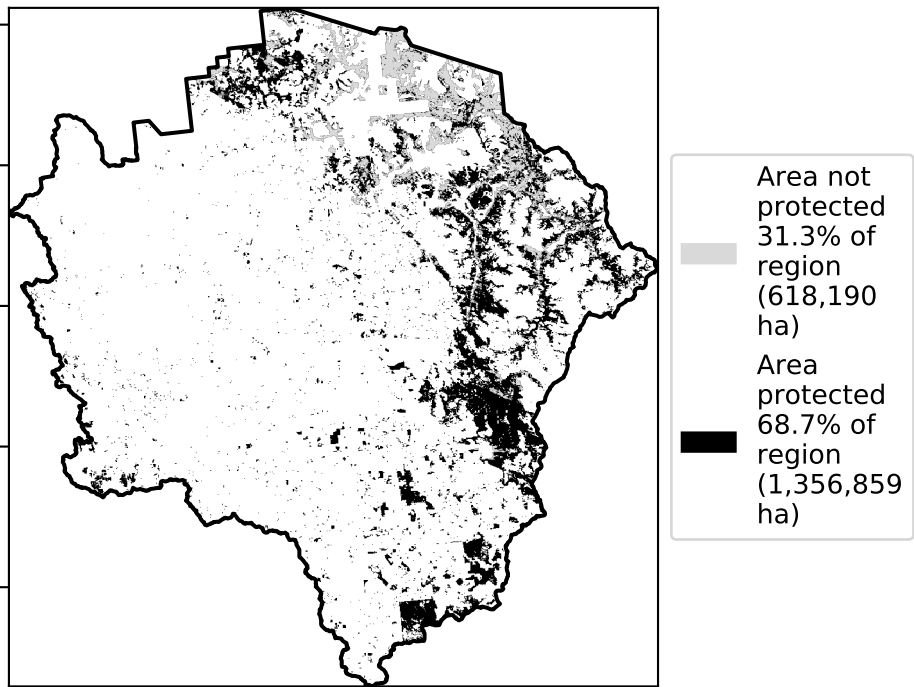 Area not
protected
31.3% of
region
(618,190
ha)
Area
protected
68.7% of
region
(1,356,859
ha)